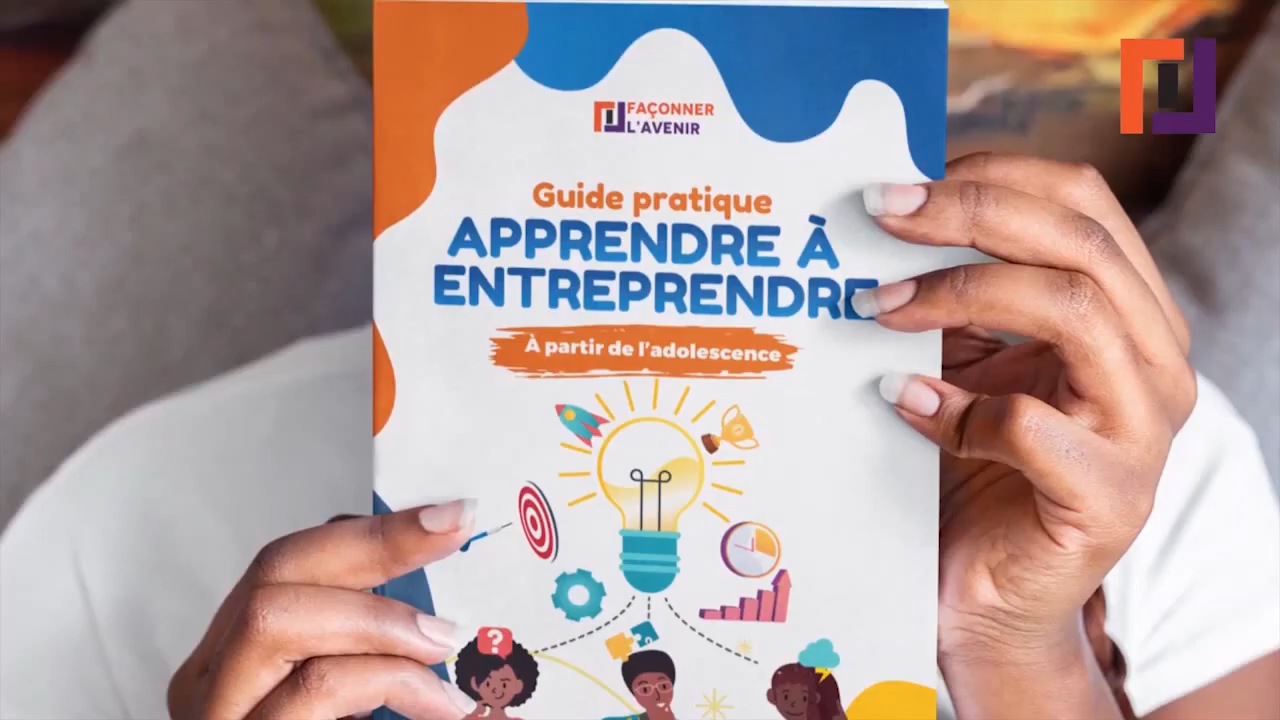 FAÇONNER
L'AVENIR
Guide pratique
APPRENDRE À
ENTREPRENDRE
À partir de l'adolescence
?